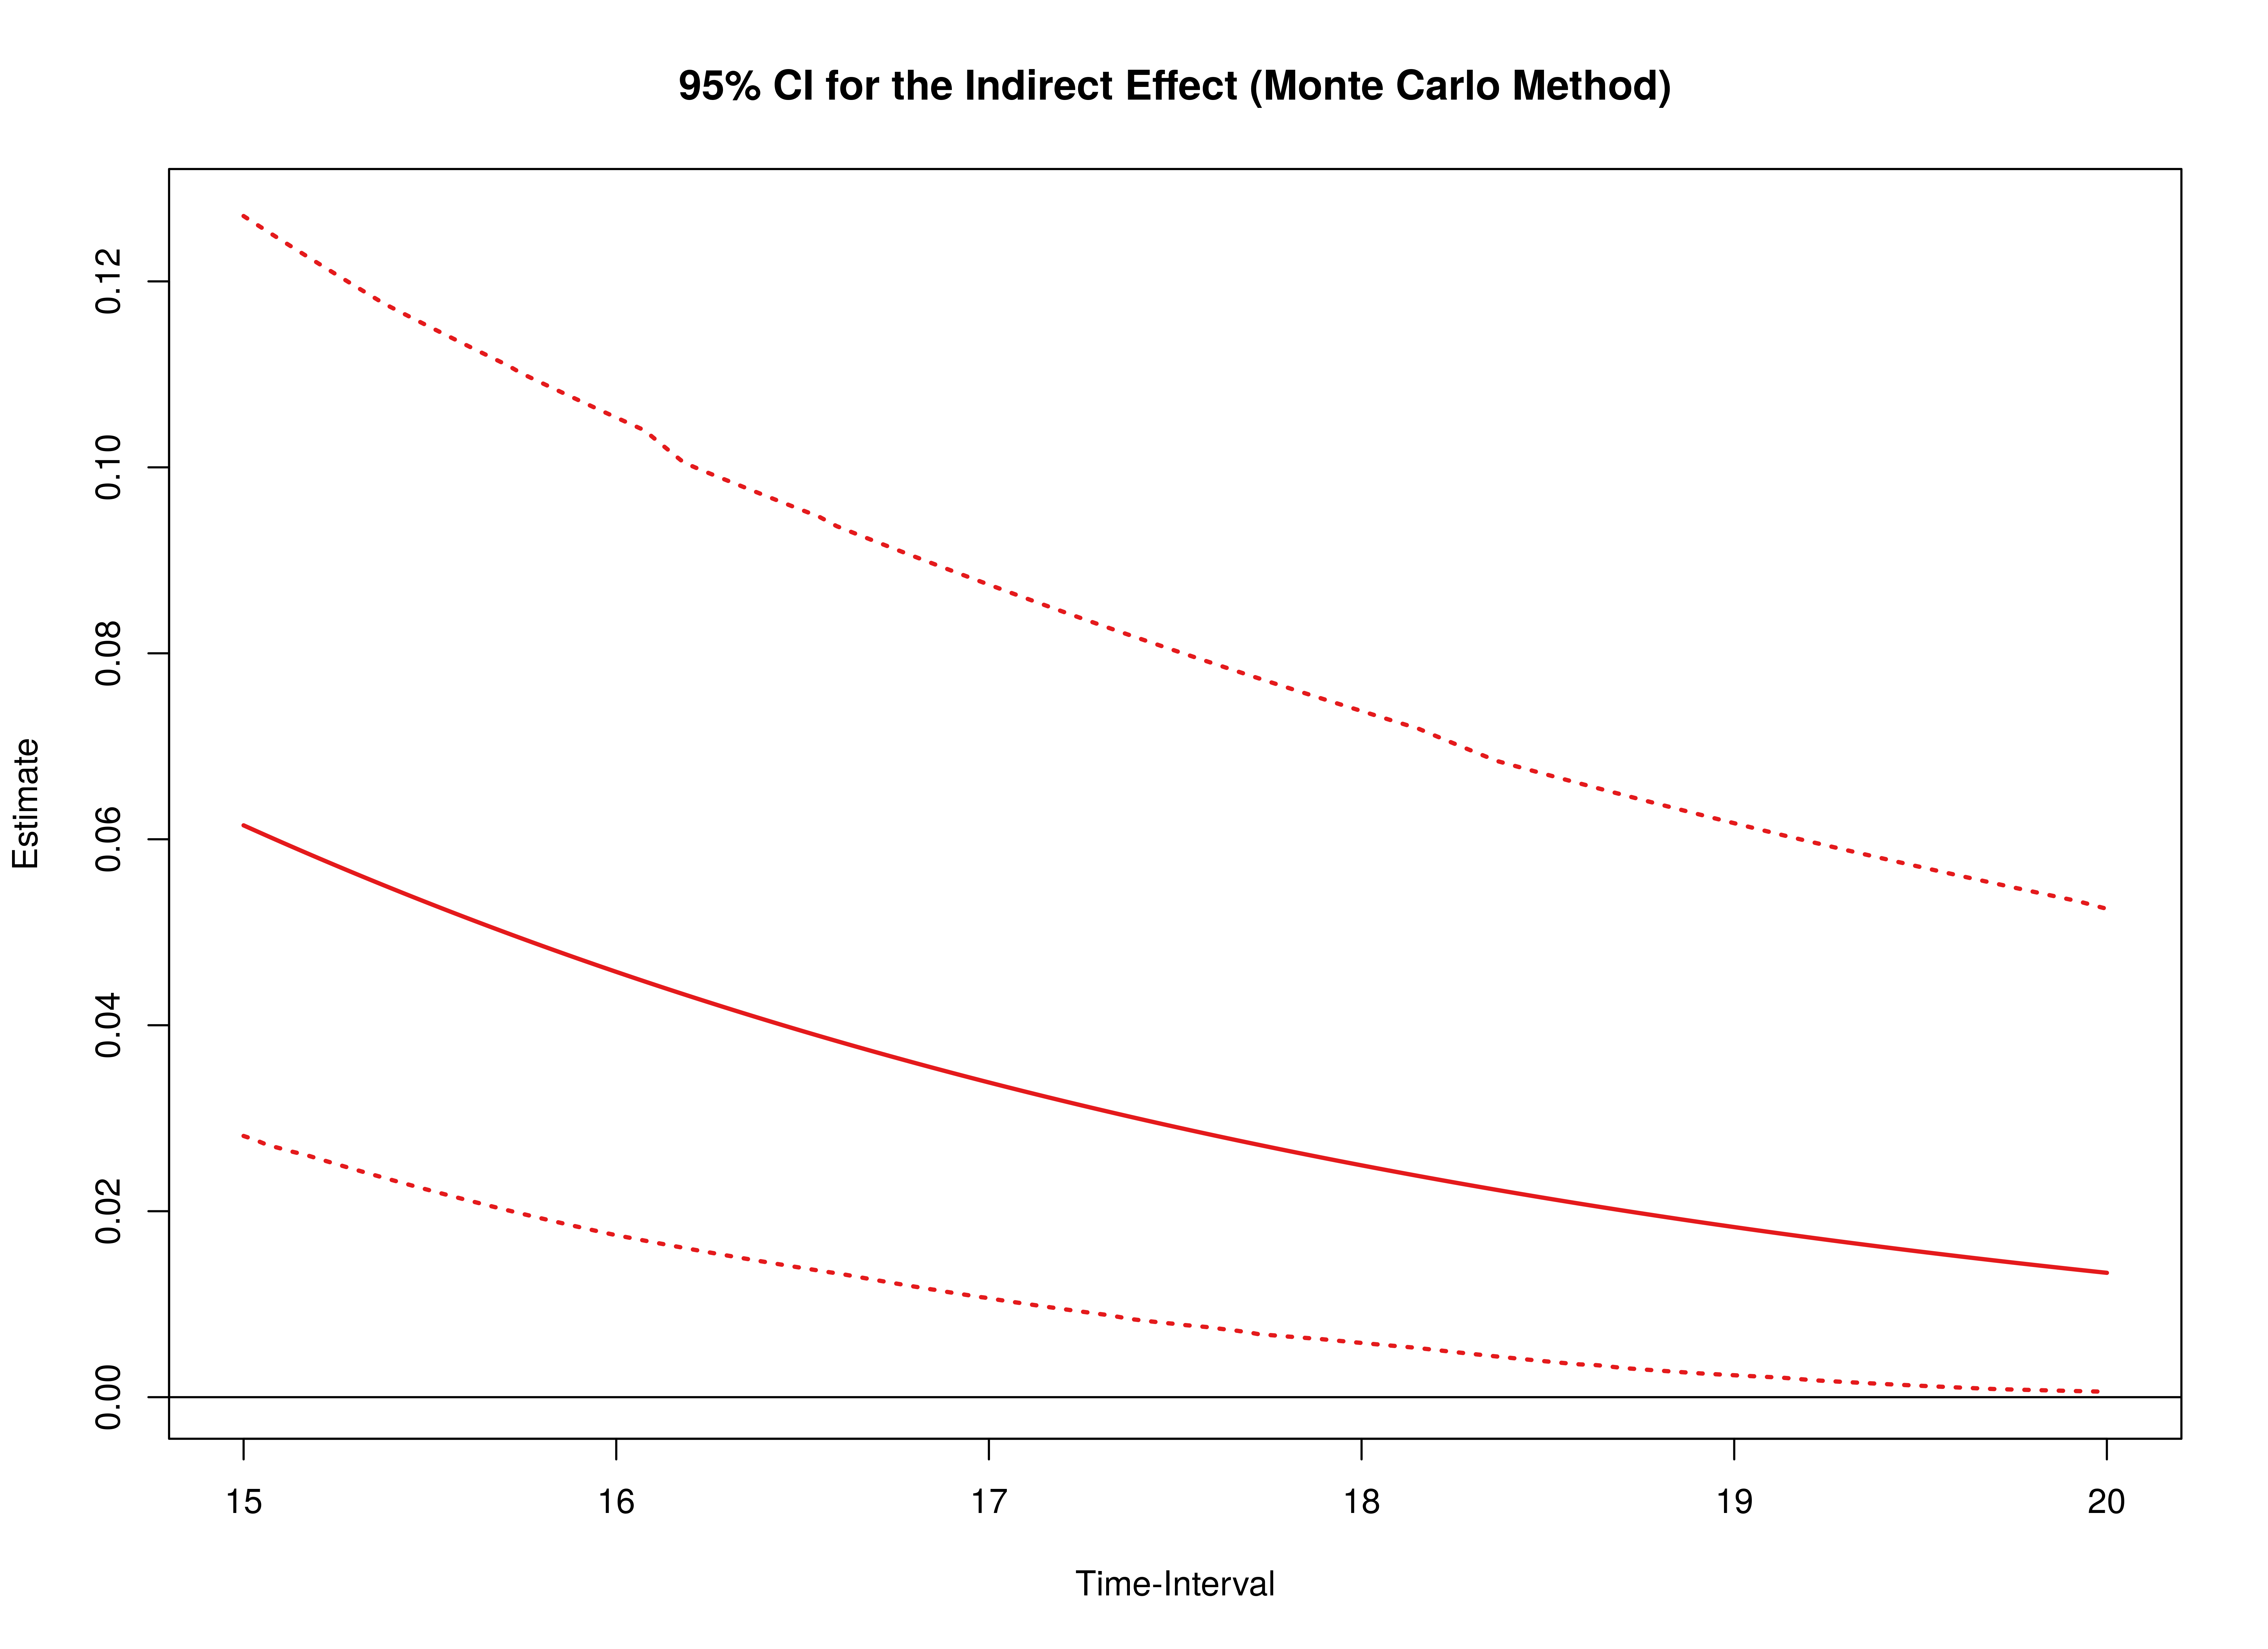 95% CI for the Indirect Effect (Monte Carlo Method)
Estimate
0.12
0.10
0.08
0.06
0.04
0.02
0.00
15 16 17 18 19 20
Time-Interval